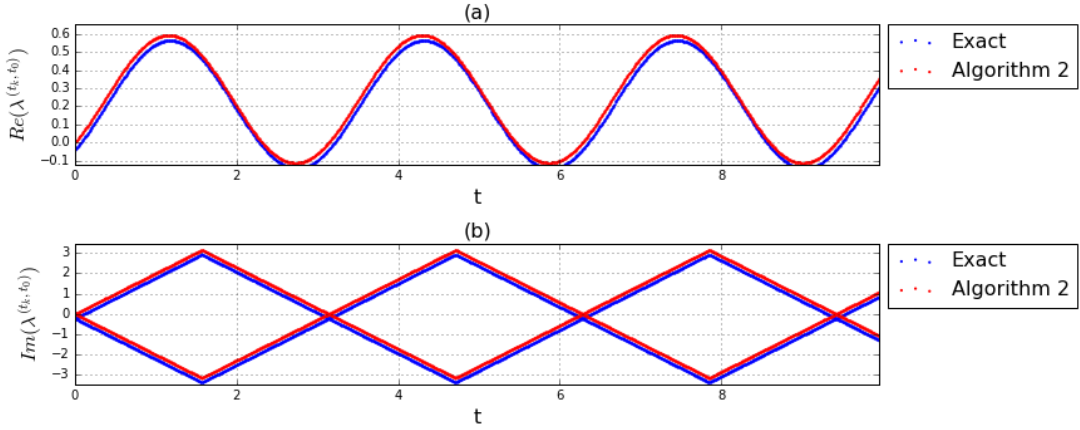 (a)
Re(λ^(t_k, t_0))
0.6
0.5
0.4
0.3
0.2
0.1
0.0
−0.1
0 2 4 6 8
t
Exact
Algorithm 2
(b)
Im(λ^(t_k, t_0))
3
2
1
0
−1
−2
−3
0 2 4 6 8
t
Exact
Algorithm 2